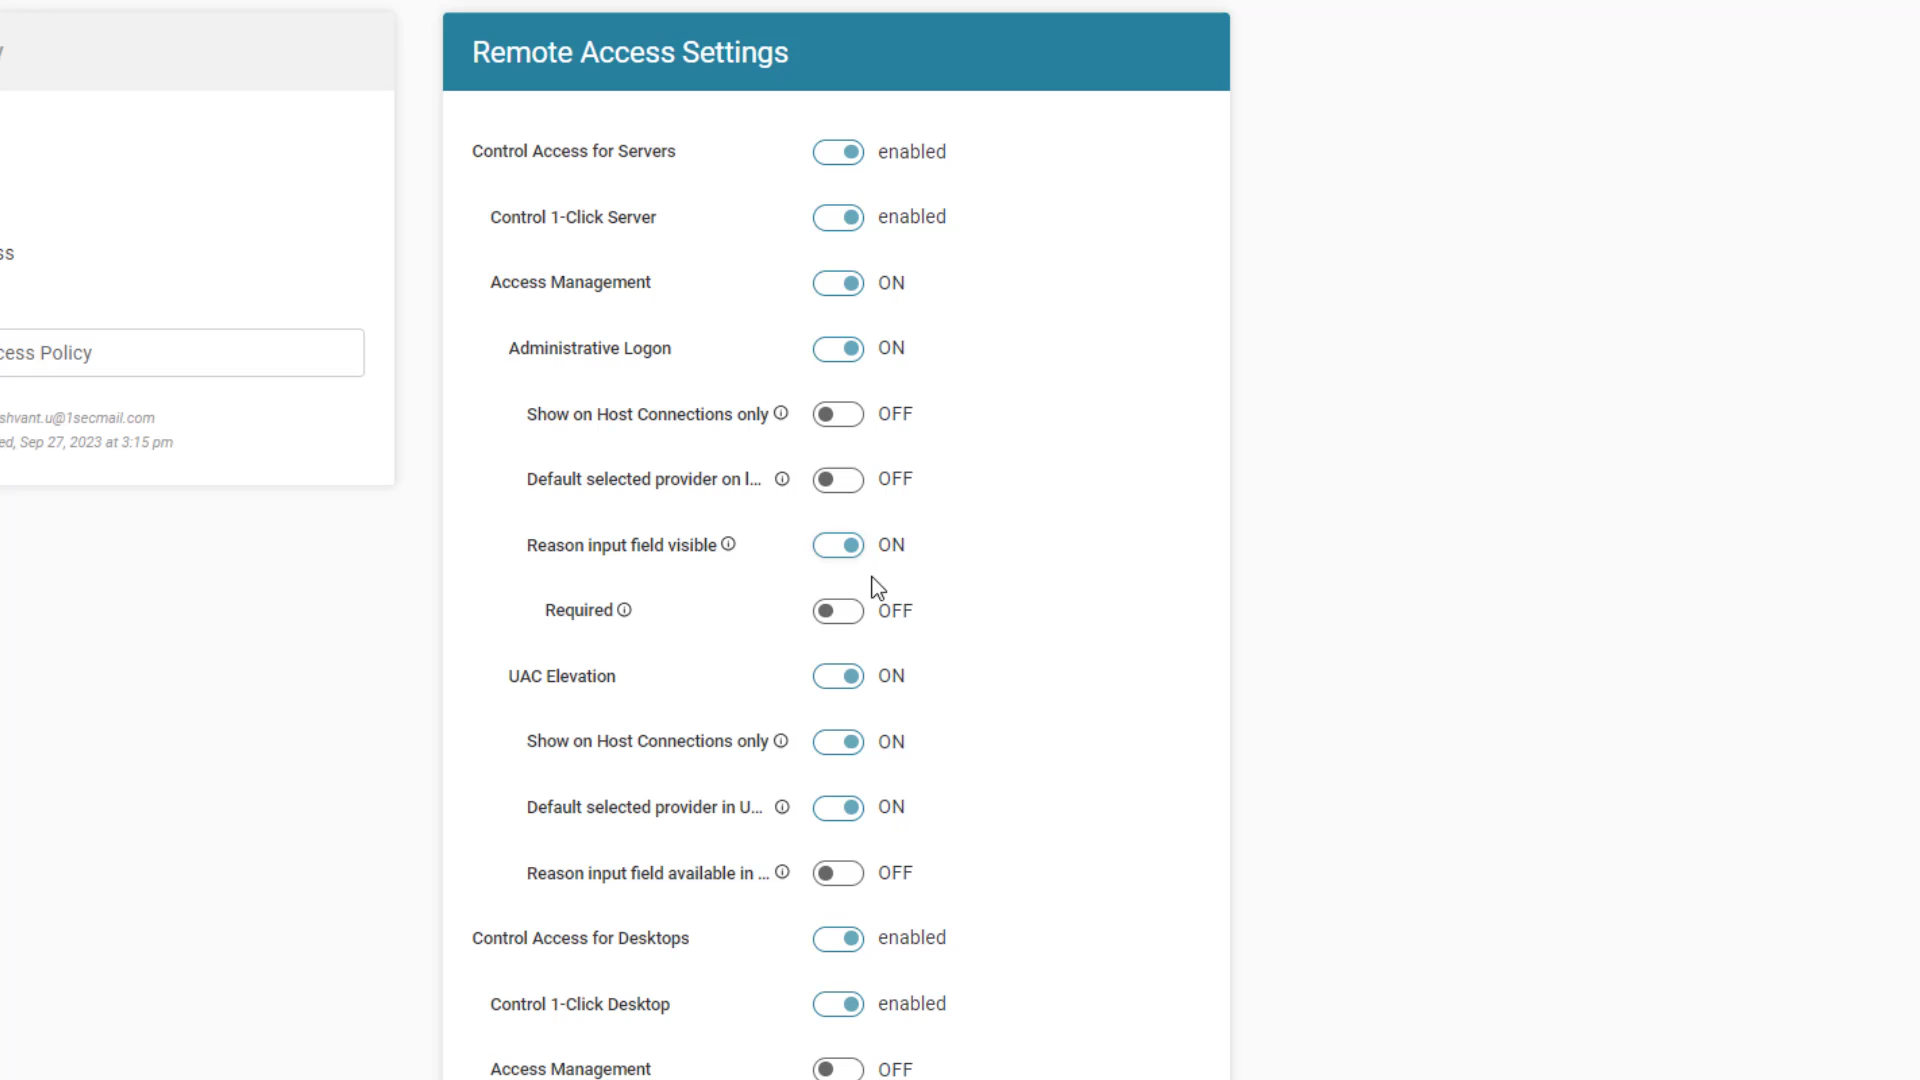 Remote Access Settings
Control Access for Servers enabled
Control 1-Click Server enabled
Access Management ON
Administrative Logon ON
ss
cess Policy
Show on Host Connections only OFF
shvant.u@1secmail.com
ed, Sep 27, 2023 at 3:15 pm
Default selected provider on l... OFF
Reason input field visible ON
Required OFF
UAC Elevation ON
Show on Host Connections only ON
Default selected provider in U... ON
Reason input field available in ... OFF
Control Access for Desktops enabled
Control 1-Click Desktop enabled
Access Management OFF